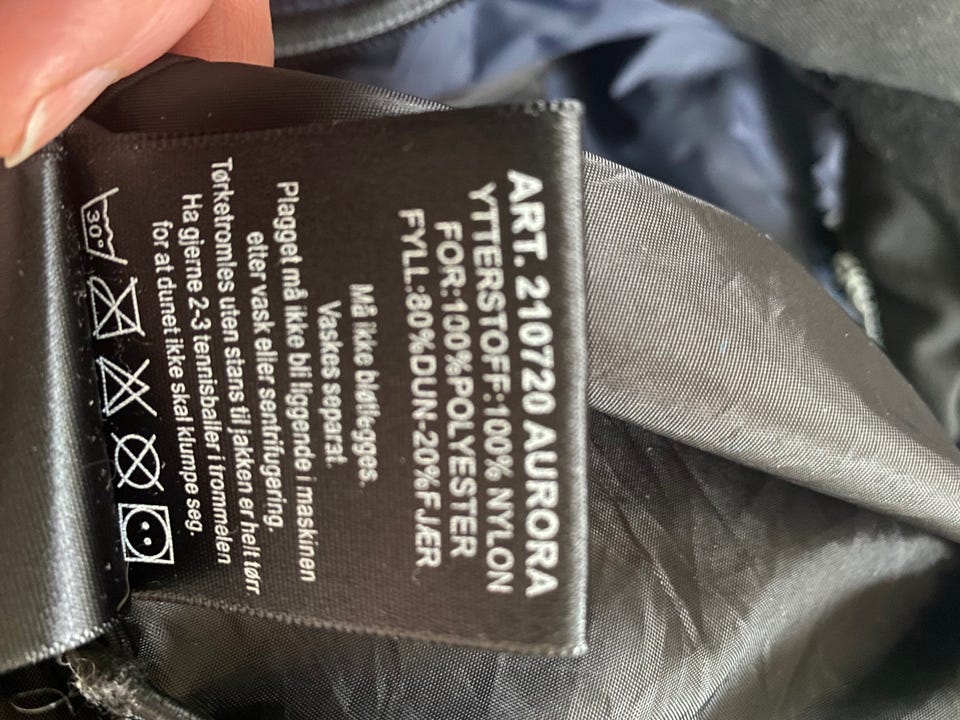 ART. 210720 AURORA
YTTERSTOFF:100% NYLON
FOR:100%POLYESTER
FYLL:80%DUN-20%FJÆR
Må ikke bløtlegges.
Vaskes separat.
Plagget må ikke bli liggende i maskinen
etter vask eller sentrifugering.
Tørketromles uten stans til jakken er helt tørr
Ha gjerne 2-3 tennisballer i trommelen
for at dunet ikke skal klumpe seg.
30°